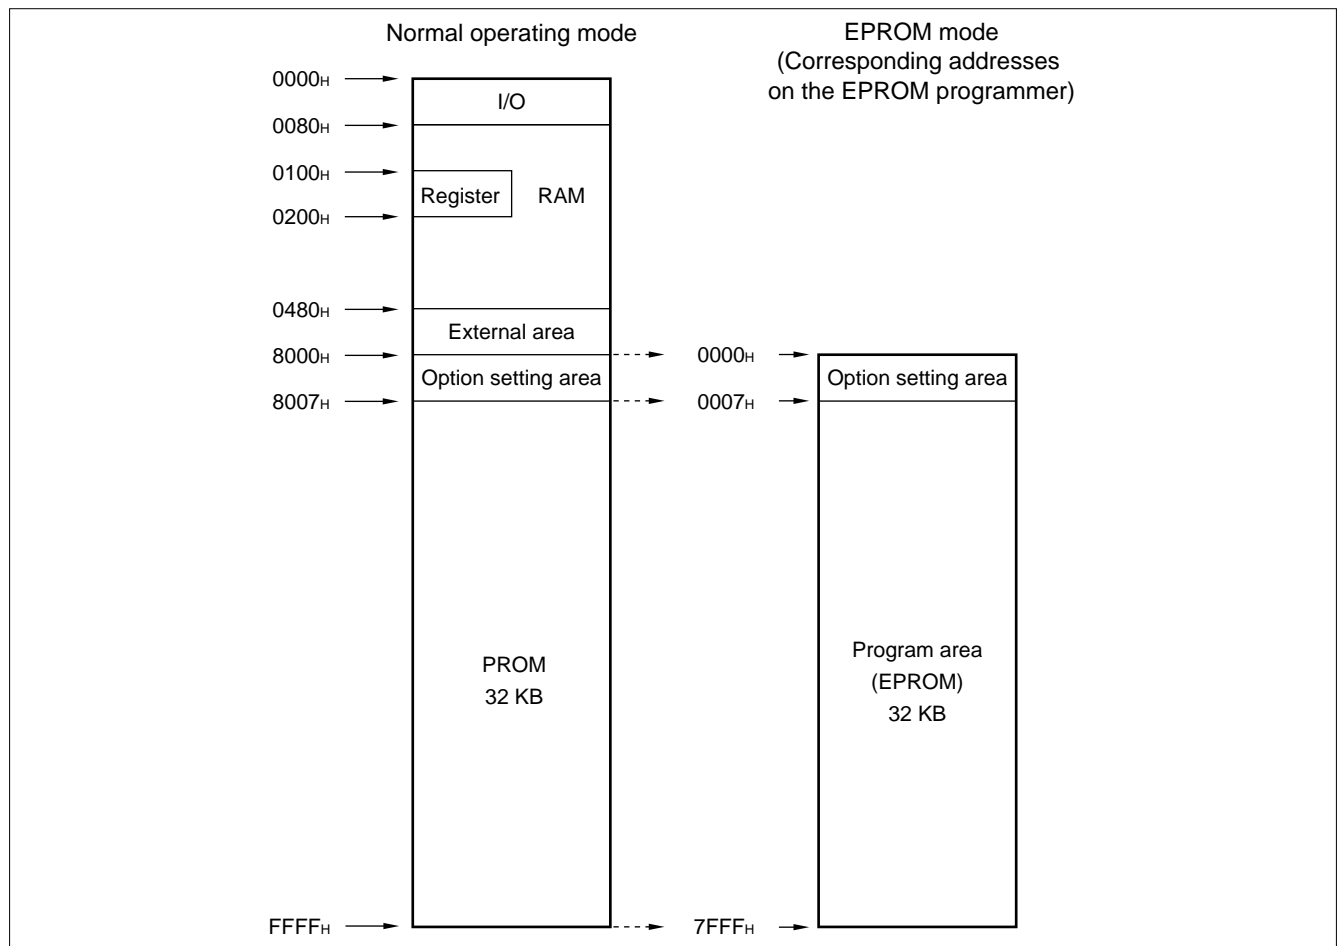 Normal operating mode
EPROM mode
(Corresponding addresses
on the EPROM programmer)
0000H
I/O
0080H
0100H
Register
RAM
0200H
0480H
External area
8000H
0000H
Option setting area
Option setting area
8007H
0007H
PROM
32 KB
Program area
(EPROM)
32 KB
FFFFH
7FFFH